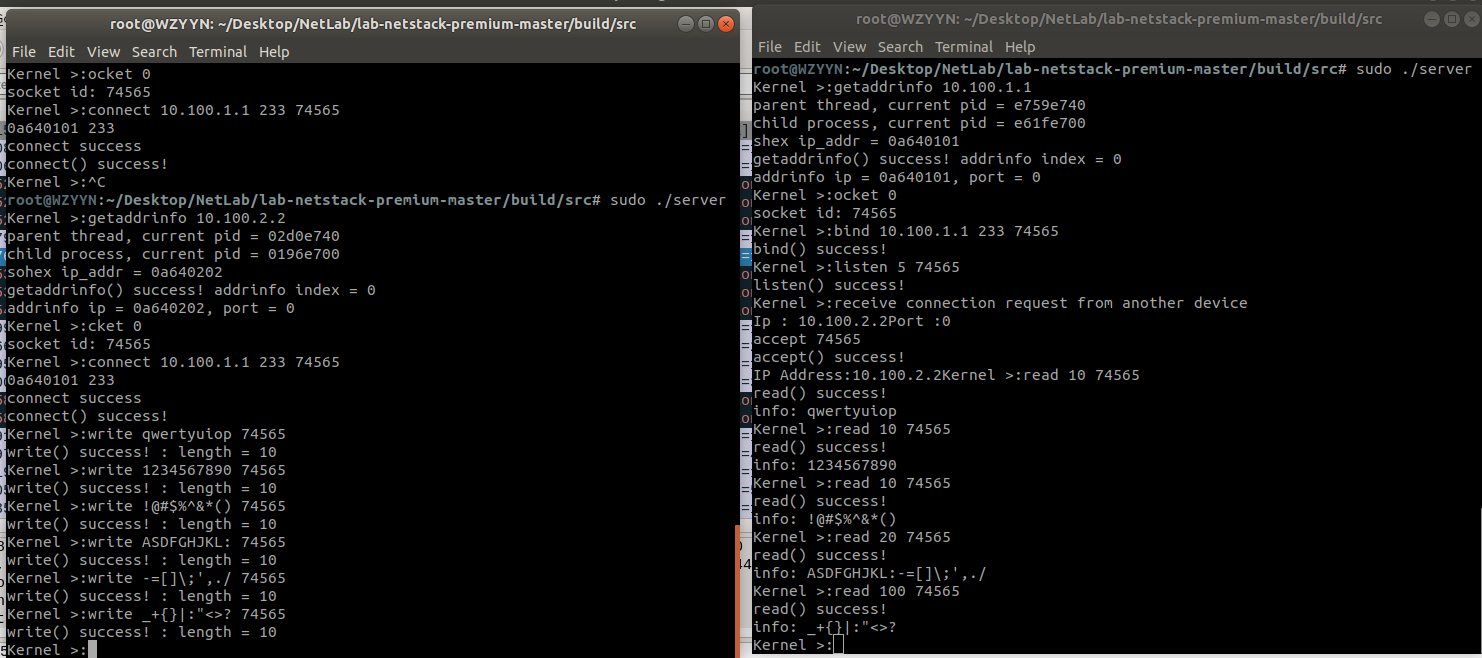 root@WZYYN: ~/Desktop/NetLab/lab-netstack-premium-master/build/src
File Edit View Search Terminal Help
Kernel >:ocket 0
socket id: 74565
Kernel >:connect 10.100.1.1 233 74565
0a640101 233
connect success
connect() success!
Kernel >:^C
root@WZYYN:~/Desktop/NetLab/lab-netstack-premium-master/build/src# sudo ./server
Kernel >:getaddrinfo 10.100.2.2
parent thread, current pid = 02d0e740
child process, current pid = 0196e700
sohex ip_addr = 0a640202
getaddrinfo() success! addrinfo index = 0
addrinfo ip = 0a640202, port = 0
Kernel >:cket 0
socket id: 74565
Kernel >:connect 10.100.1.1 233 74565
0a640101 233
connect success
connect() success!
Kernel >:write qwertyuiop 74565
write() success! : length = 10
Kernel >:write 1234567890 74565
write() success! : length = 10
Kernel >:write !@#$%^&*() 74565
write() success! : length = 10
Kernel >:write ASDFGHJKL: 74565
write() success! : length = 10
Kernel >:write -=[]\;',./ 74565
write() success! : length = 10
Kernel >:write _+{}|:"<>? 74565
write() success! : length = 10
Kernel >:
root@WZYYN: ~/Desktop/NetLab/lab-netstack-premium-master/build/src
File Edit View Search Terminal Help
root@WZYYN:~/Desktop/NetLab/lab-netstack-premium-master/build/src# sudo ./server
Kernel >:getaddrinfo 10.100.1.1
parent thread, current pid = e759e740
child process, current pid = e61fe700
shex ip_addr = 0a640101
getaddrinfo() success! addrinfo index = 0
addrinfo ip = 0a640101, port = 0
Kernel >:ocket 0
socket id: 74565
Kernel >:bind 10.100.1.1 233 74565
bind() success!
Kernel >:listen 5 74565
listen() success!
Kernel >:receive connection request from another device
Ip : 10.100.2.2Port :0
accept 74565
accept() success!
IP Address:10.100.2.2Kernel >:read 10 74565
read() success!
info: qwertyuiop
Kernel >:read 10 74565
read() success!
info: 1234567890
Kernel >:read 10 74565
read() success!
info: !@#$%^&*()
Kernel >:read 20 74565
read() success!
info: ASDFGHJKL:-=[]\;',./
Kernel >:read 100 74565
read() success!
info: _+{}|:"<>?
Kernel >: